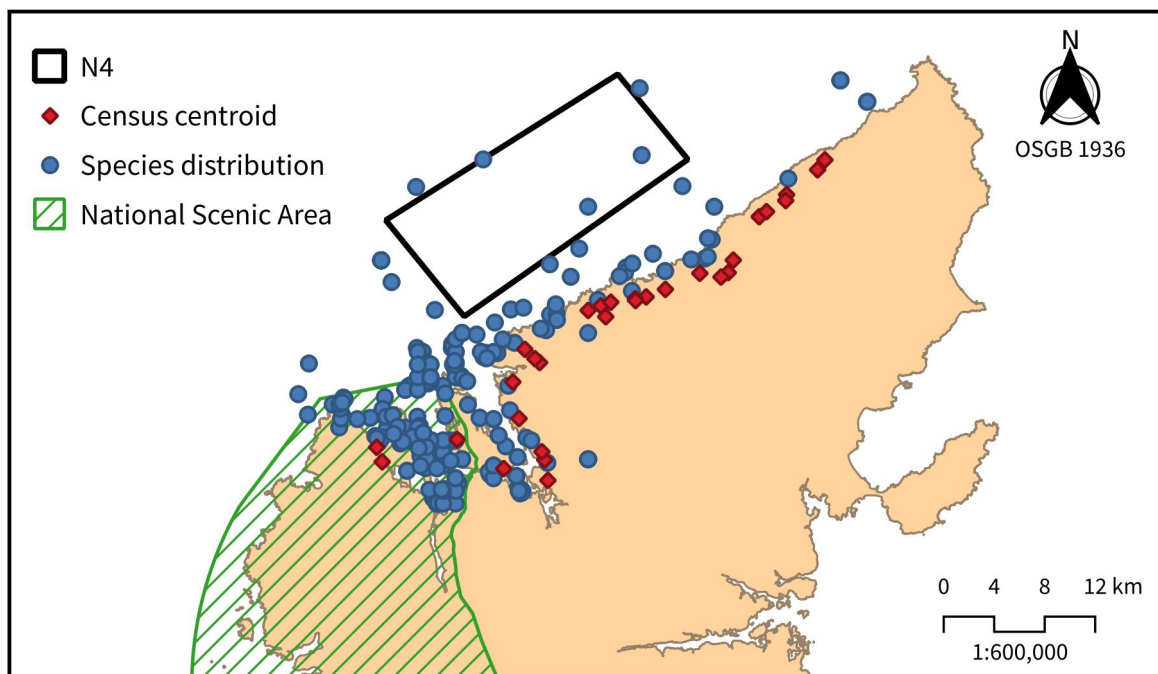 N4
Census centroid
Species distribution
National Scenic Area
N
OSGB 1936
0 4 8 12 km
1:600,000